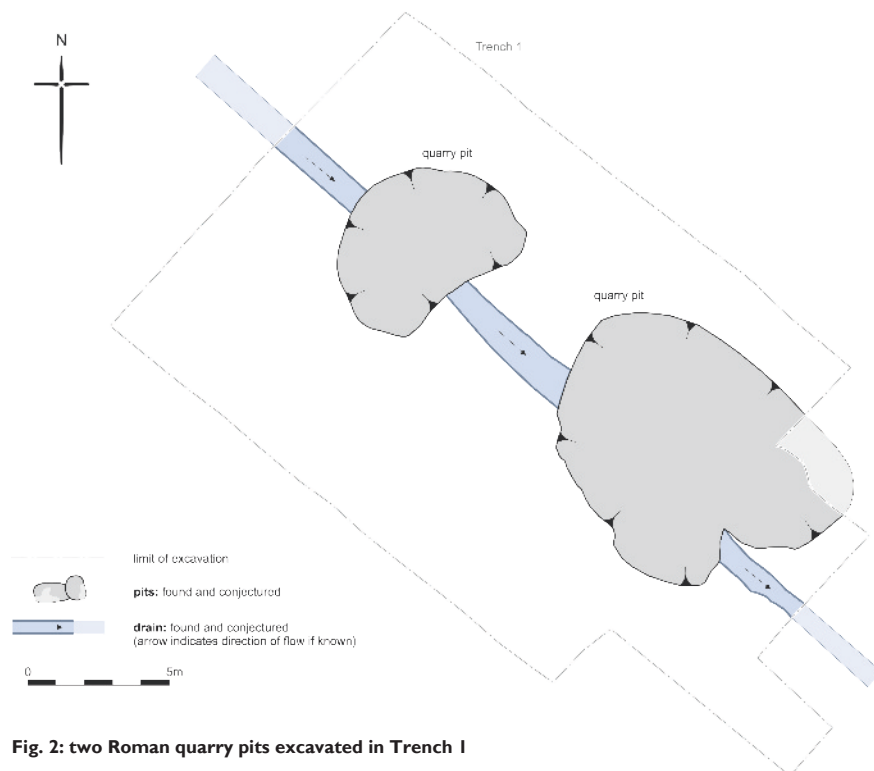 N
Trench 1
quarry pit
quarry pit
limit of excavation
pits: found and conjectured
drain: found and conjectured
(arrow indicates direction of flow if known)
0 5m
Fig. 2: two Roman quarry pits excavated in Trench 1